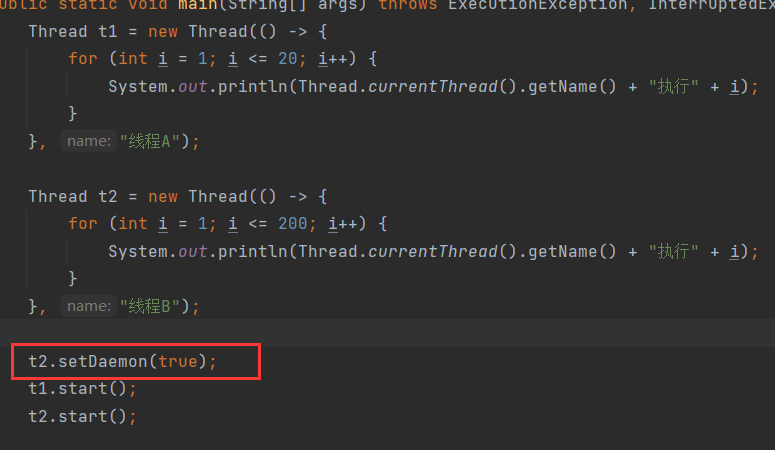 public static void main(String[] args) throws ExecutionException, InterruptedEx
Thread t1 = new Thread(() -> {
for (int i = 1; i <= 20; i++) {
System.out.println(Thread.currentThread().getName() + "执行" + i);
}
}, name: "线程A");
Thread t2 = new Thread(() -> {
for (int i = 1; i <= 200; i++) {
System.out.println(Thread.currentThread().getName() + "执行" + i);
}
}, name: "线程B");
t2.setDaemon(true);
t1.start();
t2.start();